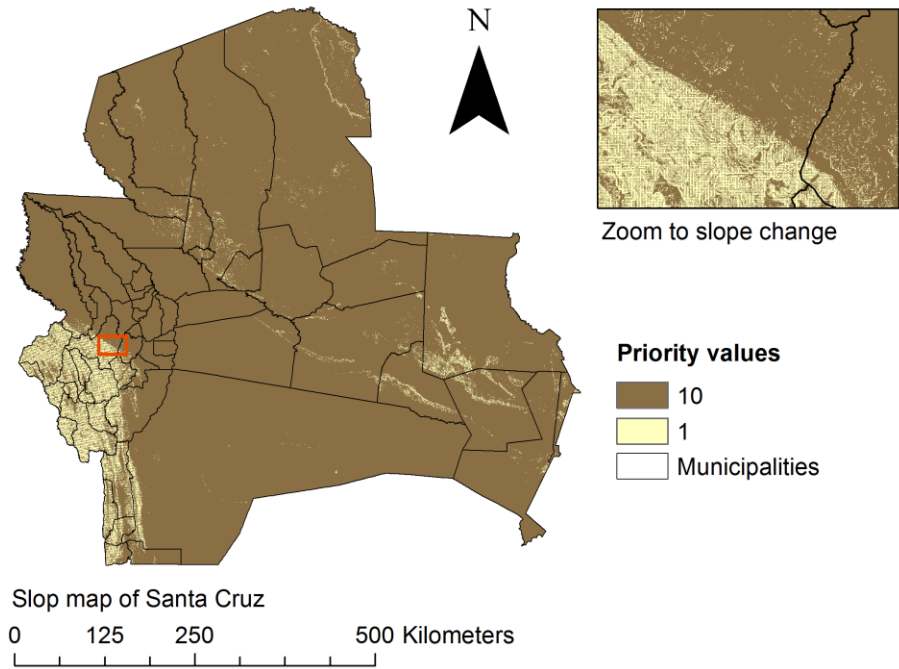 N
Zoom to slope change
Priority values
10
1
Municipalities
Slop map of Santa Cruz
0 125 250 500 Kilometers